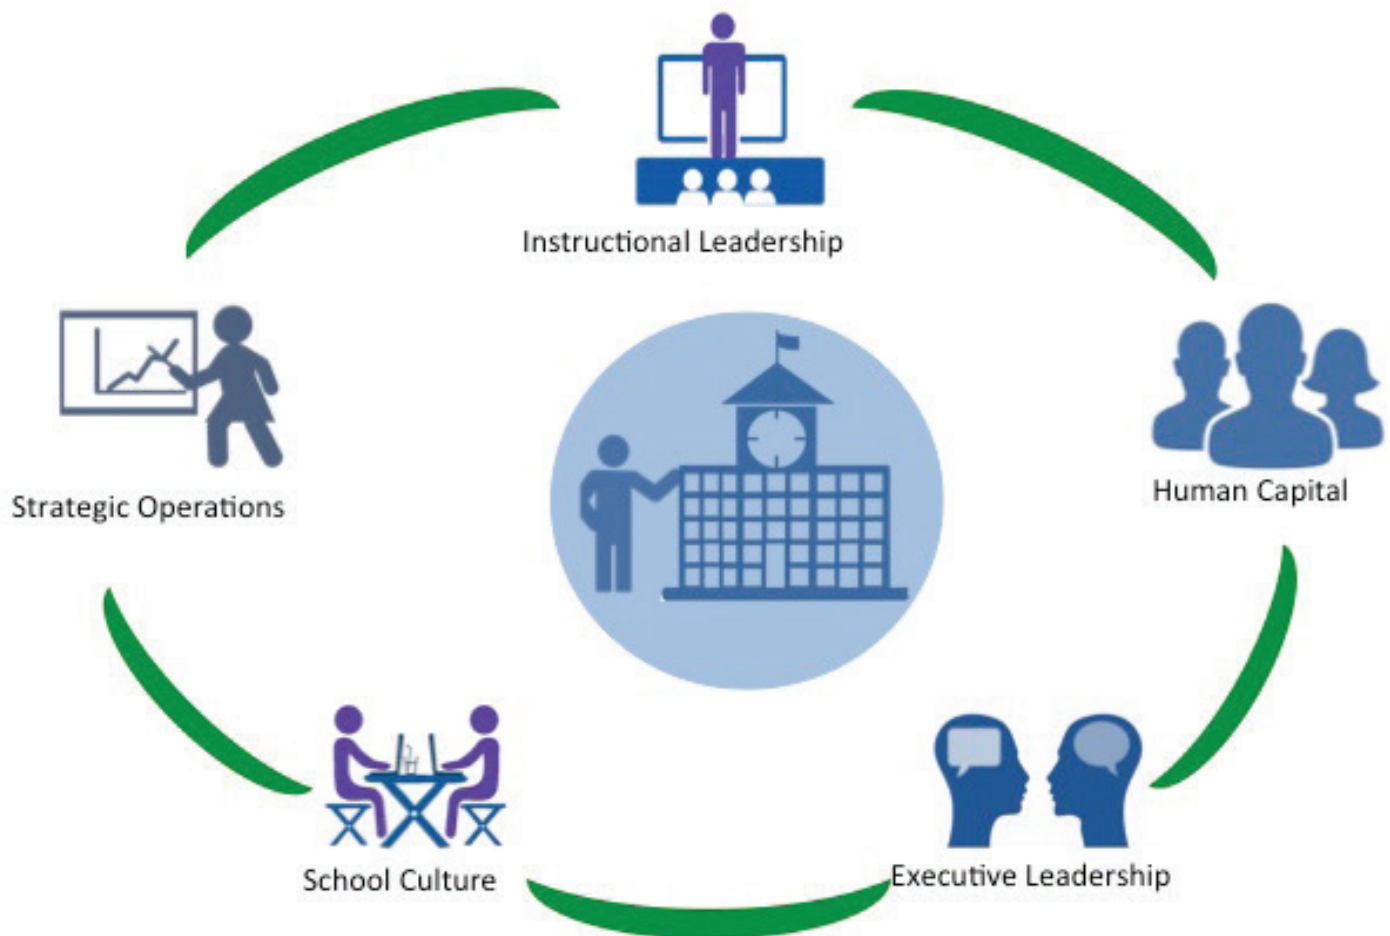 Instructional Leadership
Strategic Operations
Human Capital
School Culture
Executive Leadership